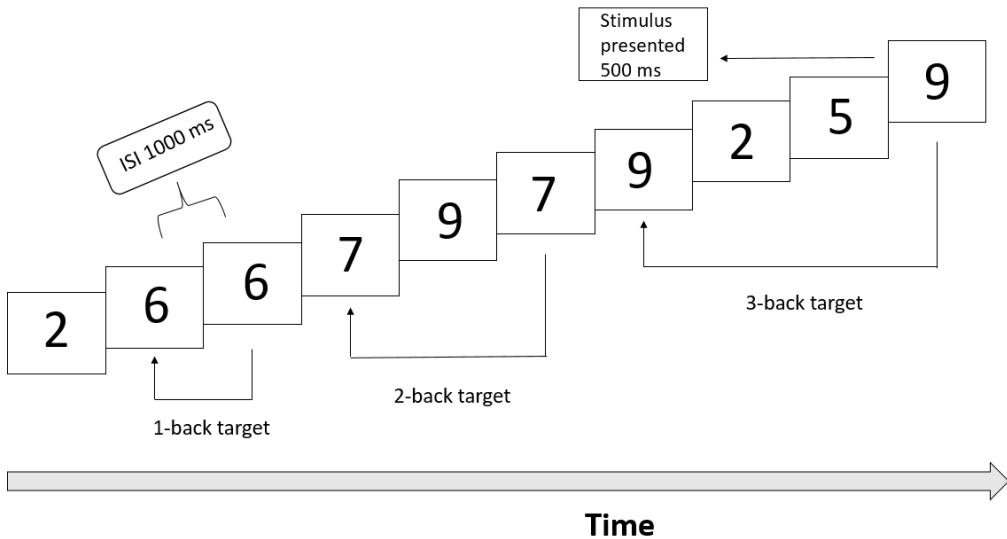 Stimulus
presented
500 ms
ISI 1000 ms
2
6
6
7
9
7
9
2
5
9
1-back target
2-back target
3-back target
Time